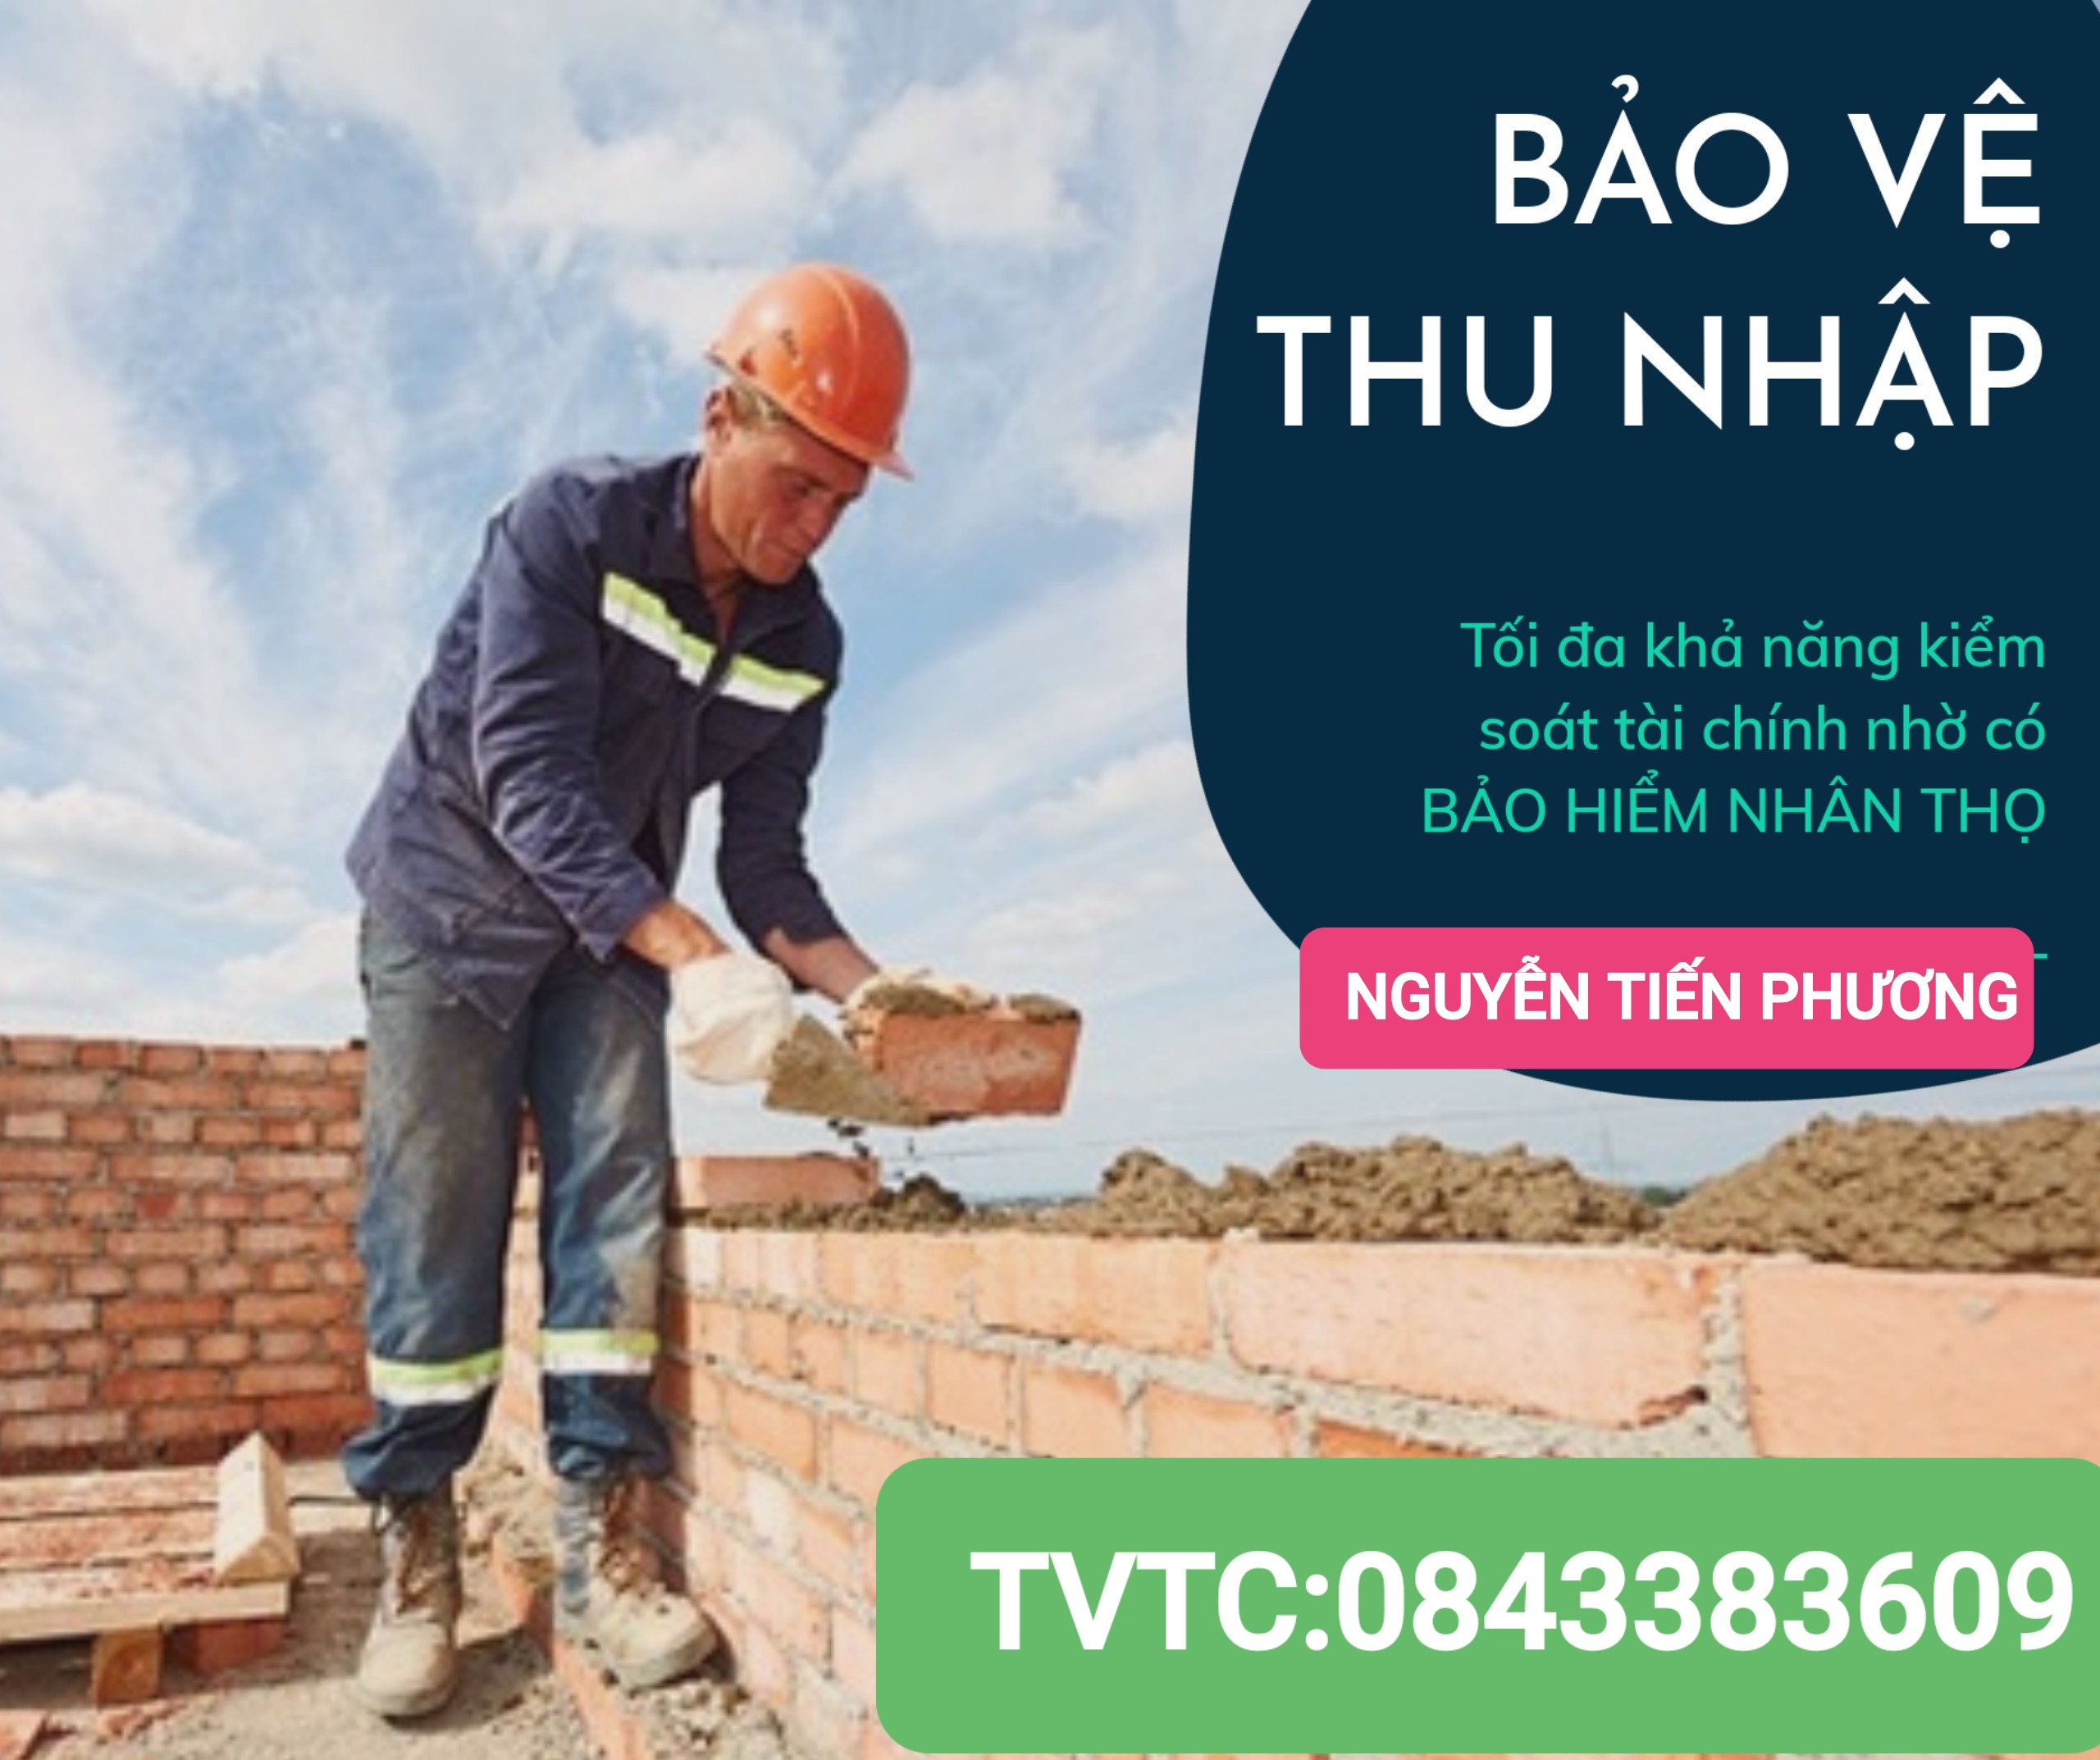 BẢO VỆ
THU NHẬP
Tối đa khả năng kiểm
soát tài chính nhờ có
BẢO HIỂM NHÂN THỌ
NGUYỄN TIẾN PHƯƠNG
TVTC:0843383609